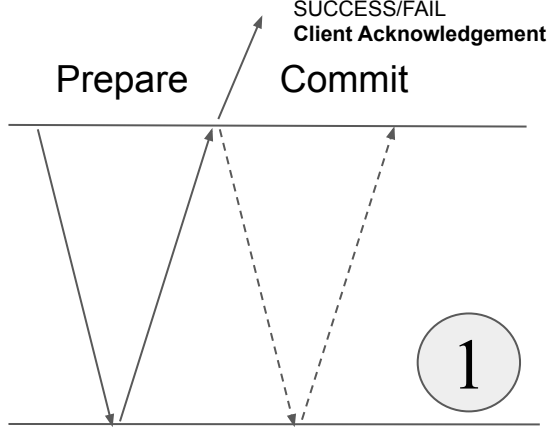 SUCCESS/FAIL
Client Acknowledgement
Prepare
Commit
1